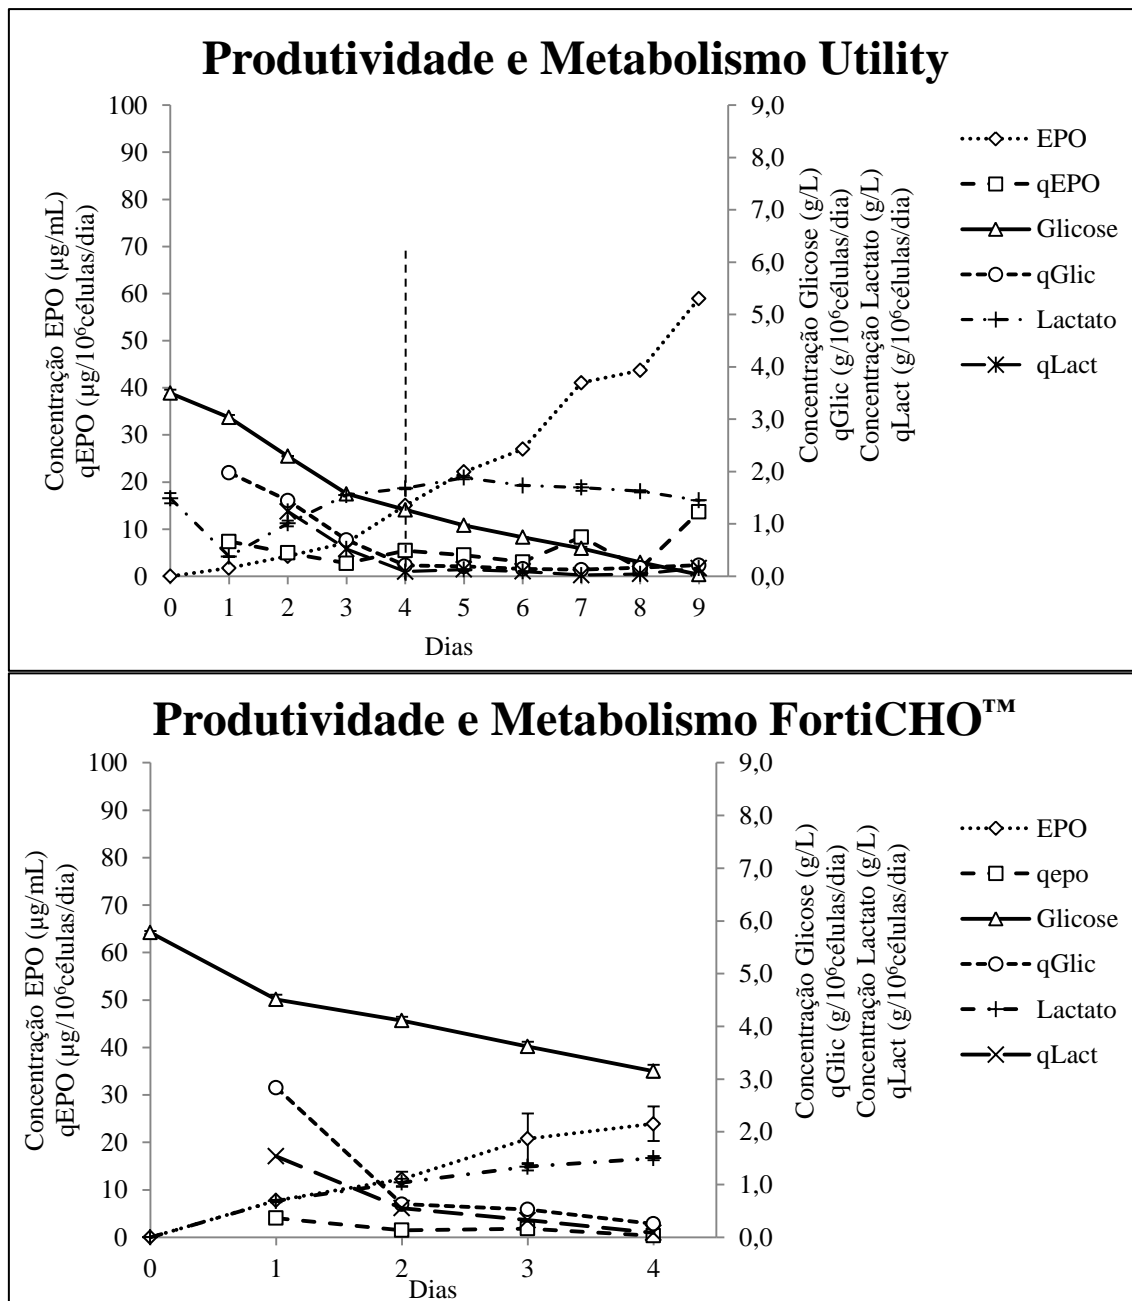 Produtividade e Metabolismo Utility
100
90
80
70
60
50
40
30
20
10
0
Concentração EPO (µg/mL)
qEPO (µg/10⁶células/dia)
9,0
8,0
7,0
6,0
5,0
4,0
3,0
2,0
1,0
0,0
Concentração Glicose (g/L)
qGlic (g/10⁶células/dia)
Concentração Lactato (g/L)
qLact (g/10⁶células/dia)
0 1 2 3 4 5 6 7 8 9
Dias
EPO
qEPO
Glicose
qGlic
Lactato
qLact
Produtividade e Metabolismo FortiCHO™
100
90
80
70
60
50
40
30
20
10
0
Concentração EPO (µg/mL)
qEPO (µg/10⁶células/dia)
9,0
8,0
7,0
6,0
5,0
4,0
3,0
2,0
1,0
0,0
Concentração Glicose (g/L)
qGlic (g/10⁶células/dia)
Concentração Lactato (g/L)
qLact (g/10⁶células/dia)
0 1 2 3 4
Dias
EPO
qepo
Glicose
qGlic
Lactato
qLact